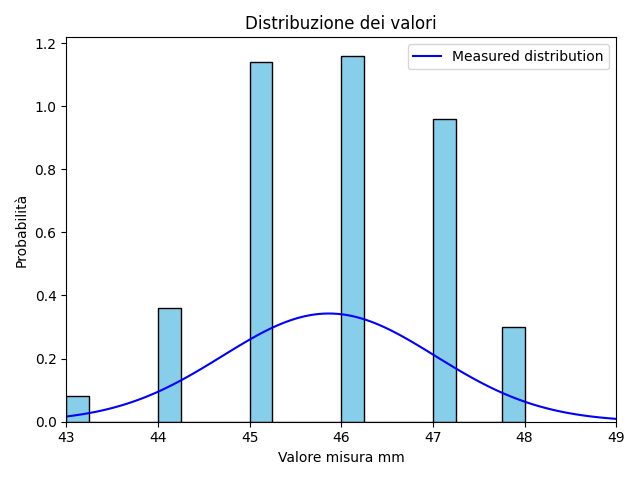 Distribuzione dei valori
Measured distribution
1.2
1.0
0.8
0.6
0.4
0.2
0.0
Probabilità
43 44 45 46 47 48 49
Valore misura mm